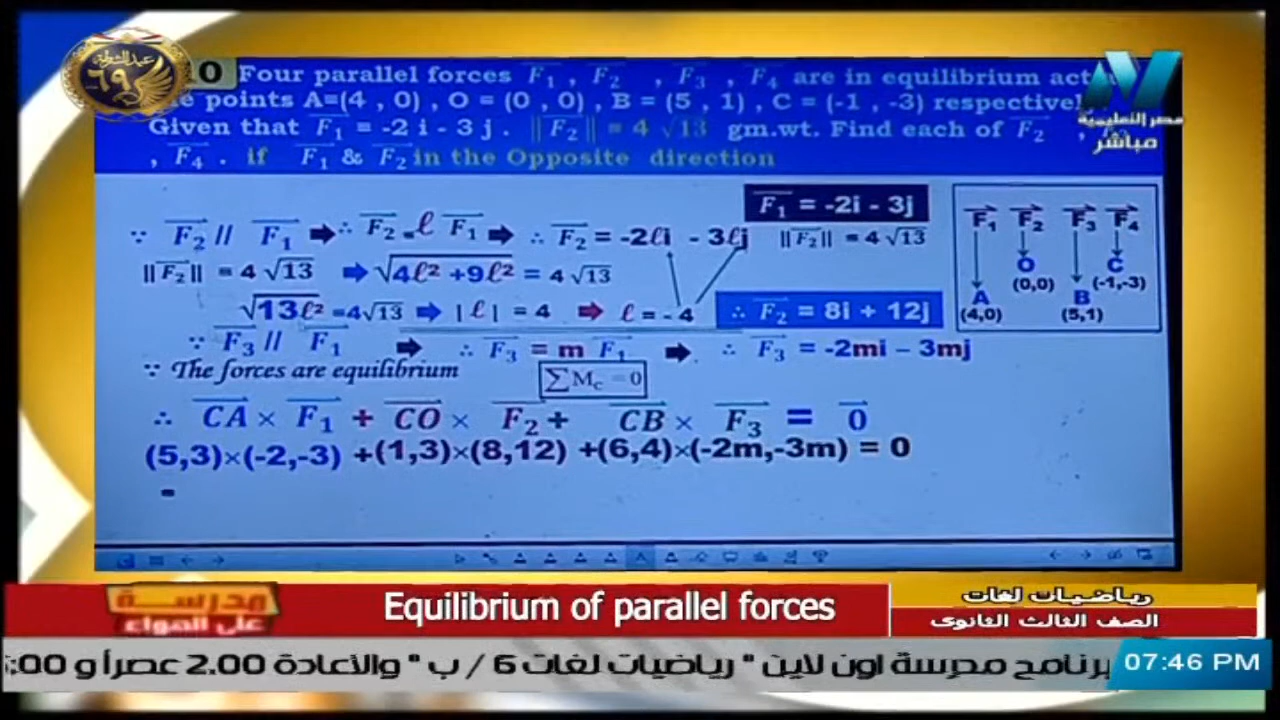 عيد الشرطة
٦٩
مصر التعليمية
مباشر
0 Four parallel forces F₁ , F₂ , F₃ , F₄ are in equilibrium act
points A=(4 , 0) , O = (0 , 0) , B = (5 , 1) , C = (-1 , -3)
Given that F₁ = -2 i - 3 j . ||F₂|| = 4 √13 gm.wt. Find each of F₂ ,
, F₄ . if F₁ & F₂ in the Opposite direction
F₁ = -2i - 3j
∵ F₂ // F₁ ➡ ∴ F₂ = ℓ F₁ ➡ ∴ F₂ = -2ℓi - 3ℓj ||F₂|| = 4 √13
||F₂|| = 4 √13 ⇨ √4ℓ² +9ℓ² = 4 √13
√13ℓ² =4√13 ⇨ | ℓ | = 4 ⇨ ℓ = - 4 ∴ F₂ = 8i + 12j
F₁ F₂ F₃ F₄
O C
(0,0) (-1,-3)
A B
(4,0) (5,1)
∵ F₃ // F₁ ➡ ∴ F₃ = m F₁ ➡ ∴ F₃ = -2mi – 3mj
∵ The forces are equilibrium ∑M_C = 0
∴ CA × F₁ + CO × F₂ + CB × F₃ = 0
(5,3)×(-2,-3) +(1,3)×(8,12) +(6,4)×(-2m,-3m) = 0
-
مدرسة
على الهواء
Equilibrium of parallel forces
رياضيات لغات
الصف الثالث الثانوى
برنامج مدرسة اون لاين " رياضيات لغات 6 / ب " والأعادة 2.00 عصراً و
07:46 PM